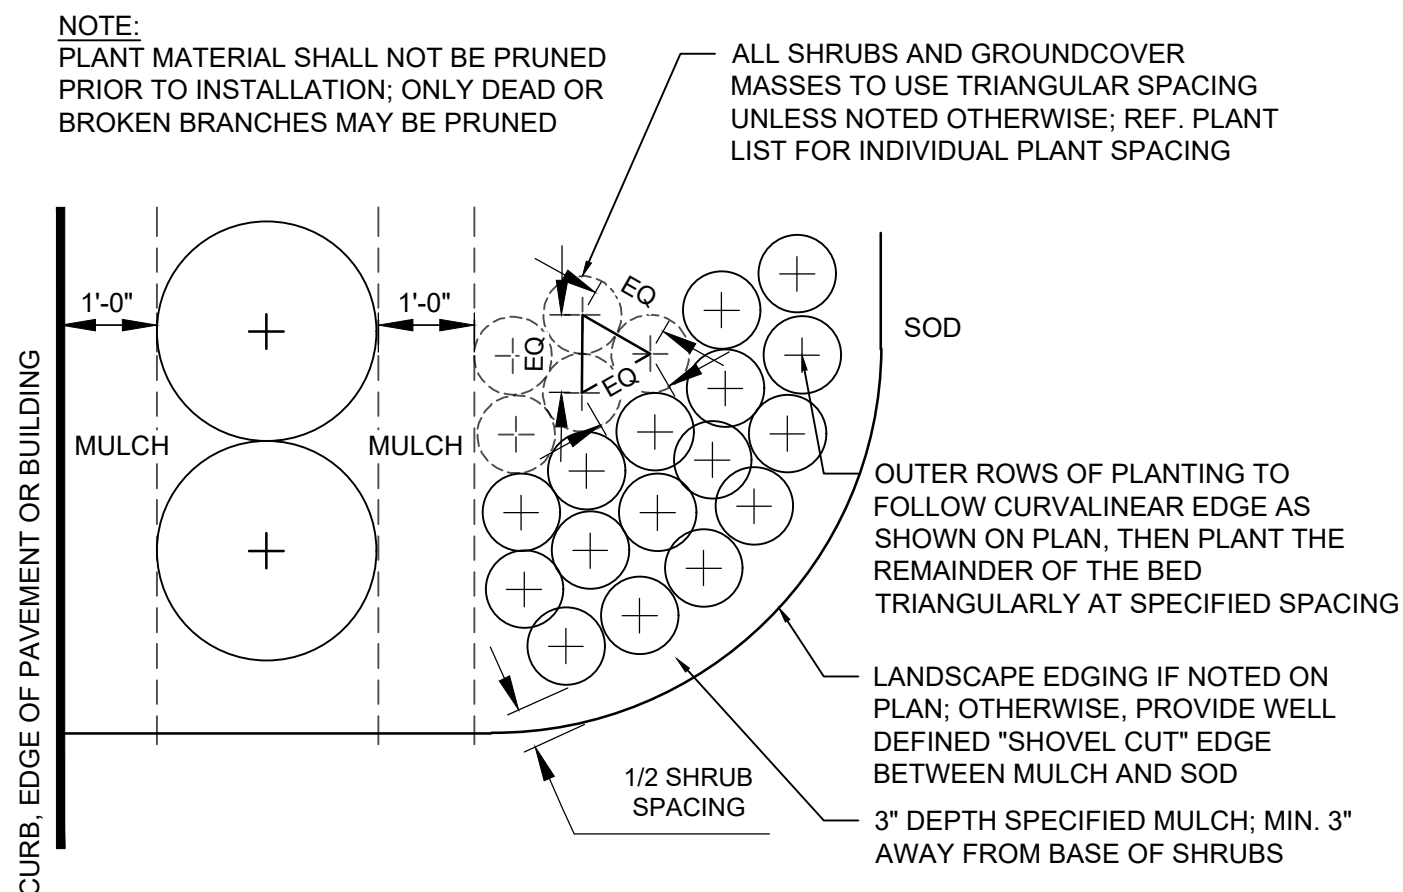 NOTE:
PLANT MATERIAL SHALL NOT BE PRUNED
PRIOR TO INSTALLATION; ONLY DEAD OR
BROKEN BRANCHES MAY BE PRUNED
ALL SHRUBS AND GROUNDCOVER
MASSES TO USE TRIANGULAR SPACING
UNLESS NOTED OTHERWISE; REF. PLANT
LIST FOR INDIVIDUAL PLANT SPACING
CURB, EDGE OF PAVEMENT OR BUILDING
1'-0"
1'-0"
EQ
EQ
EQ
SOD
MULCH
MULCH
OUTER ROWS OF PLANTING TO
FOLLOW CURVALINEAR EDGE AS
SHOWN ON PLAN, THEN PLANT THE
REMAINDER OF THE BED
TRIANGULARLY AT SPECIFIED SPACING
LANDSCAPE EDGING IF NOTED ON
PLAN; OTHERWISE, PROVIDE WELL
DEFINED "SHOVEL CUT" EDGE
BETWEEN MULCH AND SOD
1/2 SHRUB
SPACING
3" DEPTH SPECIFIED MULCH; MIN. 3"
AWAY FROM BASE OF SHRUBS